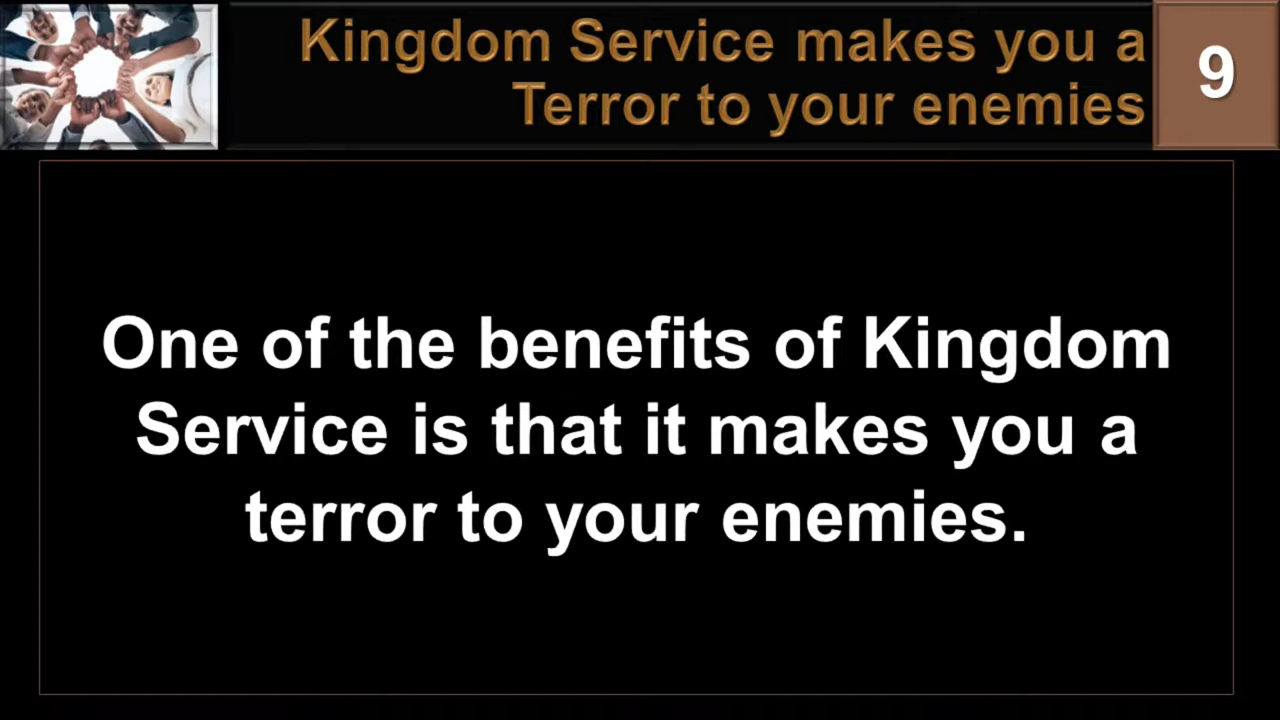 Kingdom Service makes you a
Terror to your enemies
9
One of the benefits of Kingdom
Service is that it makes you a
terror to your enemies.